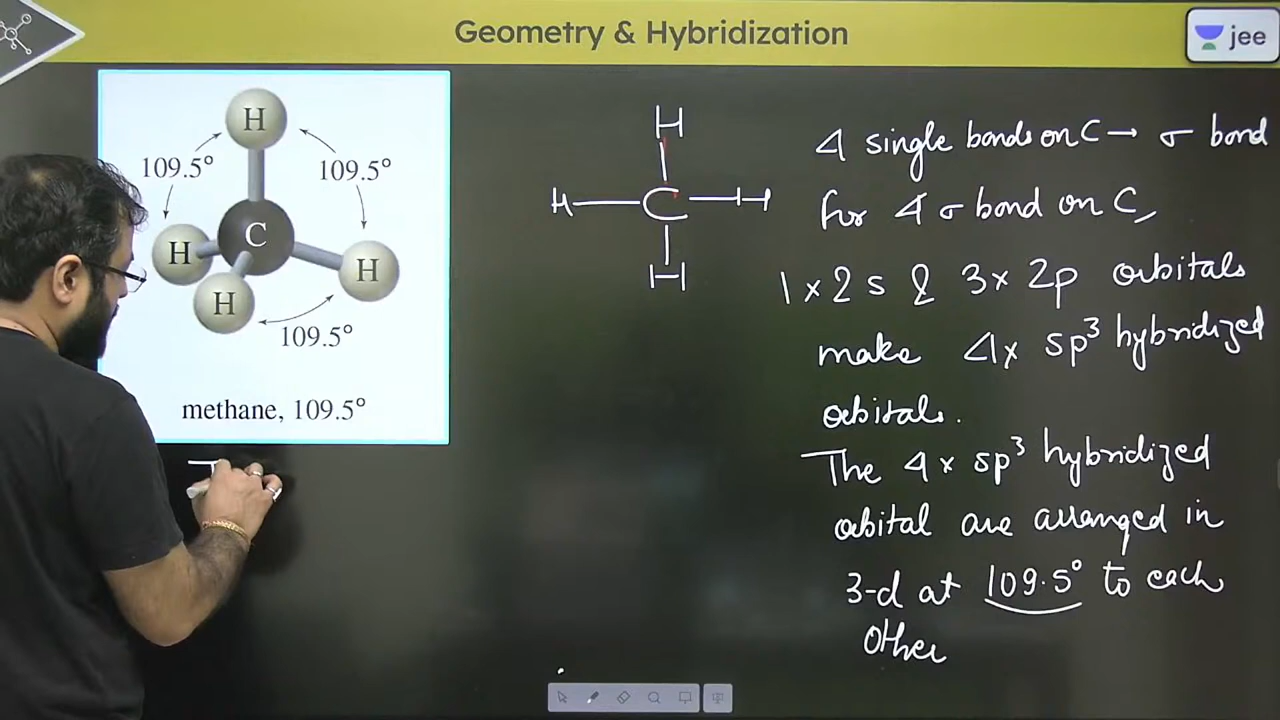 Geometry & Hybridization
jee
H
109.5°
109.5°
C
H
H
H
109.5°
methane, 109.5°
H
H C H
H
4 single bonds on C → σ bond
for 4 σ bond on C,
1 x 2s & 3 x 2p orbitals
make 4x sp³ hybridized
orbitals.
The 4 x sp³ hybridized
orbital are arranged in
3-d at 109.5° to each
other
T